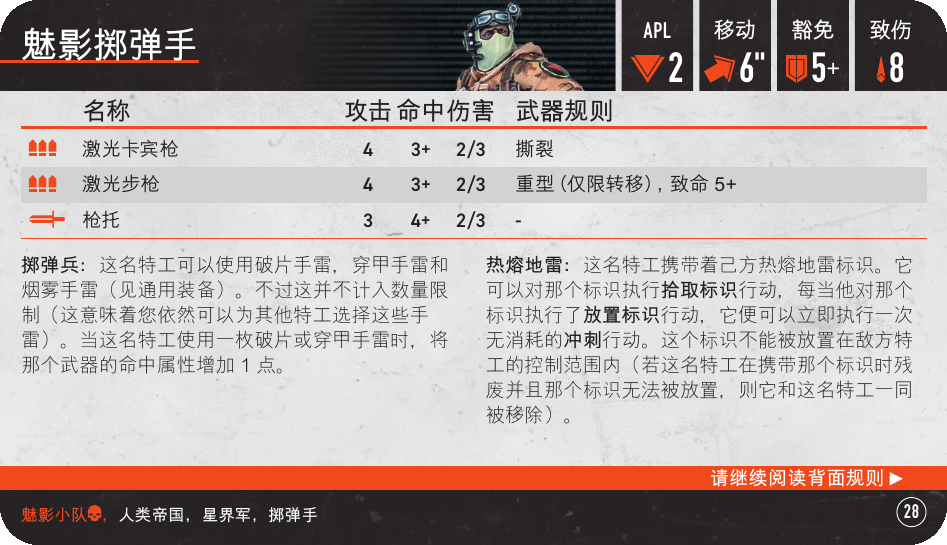 魅影掷弹手
APL 移动 豁免 致伤
2 6" 5+ 8
名称 攻击 命中 伤害 武器规则
激光卡宾枪 4 3+ 2/3 撕裂
激光步枪 4 3+ 2/3 重型(仅限转移), 致命 5+
枪托 3 4+ 2/3 -
掷弹兵：这名特工可以使用破片手雷，穿甲手雷和
烟雾手雷（见通用装备）。不过这并不计入数量限
制（这意味着您依然可以为其他特工选择这些手
雷）。当这名特工使用一枚破片或穿甲手雷时，将
那个武器的命中属性增加 1 点。
热熔地雷：这名特工携带着己方热熔地雷标识。它
可以对那个标识执行拾取标识行动，每当他对那个
标识执行了放置标识行动，它便可以立即执行一次
无消耗的冲刺行动。这个标识不能被放置在敌方特
工的控制范围内（若这名特工在携带那个标识时残
废并且那个标识无法被放置，则它和这名特工一同
被移除）。
请继续阅读背面规则▶
魅影小队，人类帝国，星界军，掷弹手
28